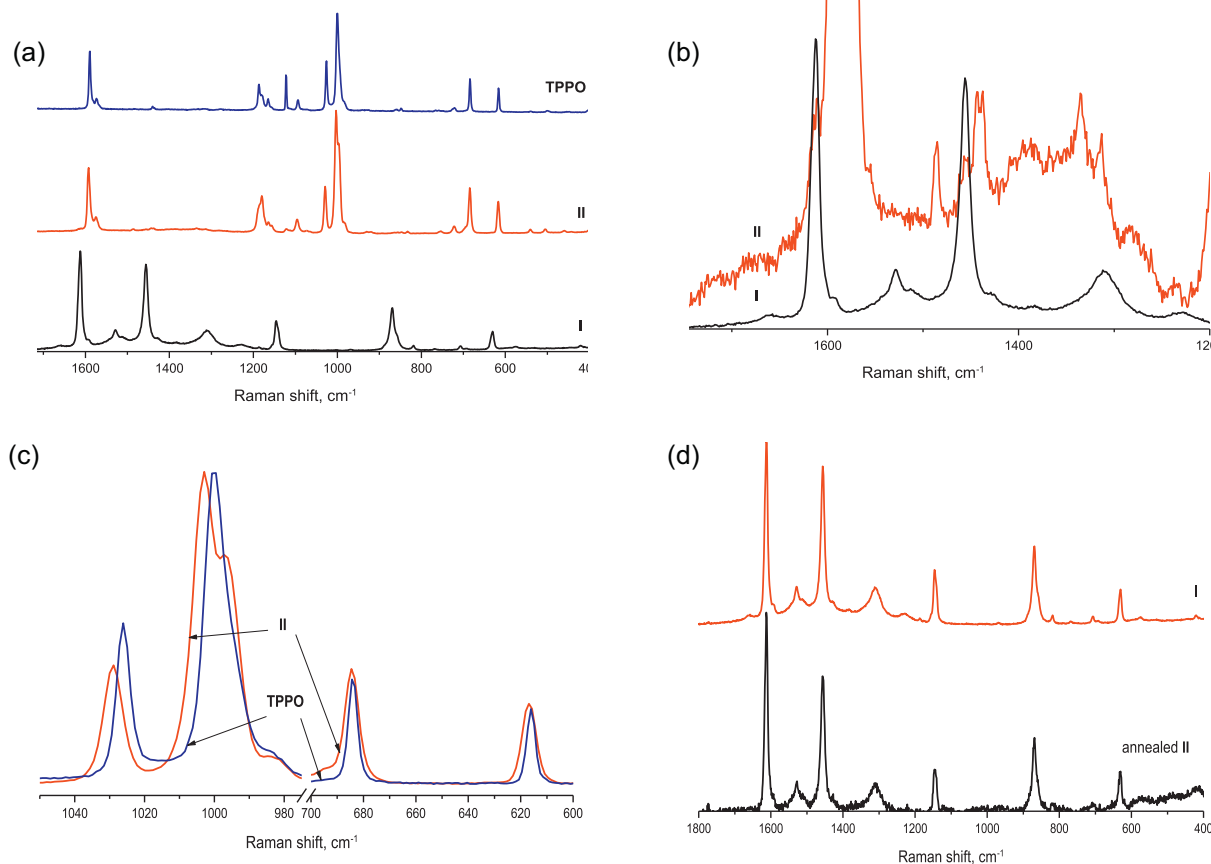 (a)
TPPO
II
I
1600 1400 1200 1000 800 600 40
Raman shift, cm-1
(b)
II
I
1600 1400 120
Raman shift, cm-1
(c)
II
TPPO
1040 1020 1000 980 700 680 660 640 620 600
Raman shift, cm-1
(d)
I
annealed II
1800 1600 1400 1200 1000 800 600 400
Raman shift, cm-1